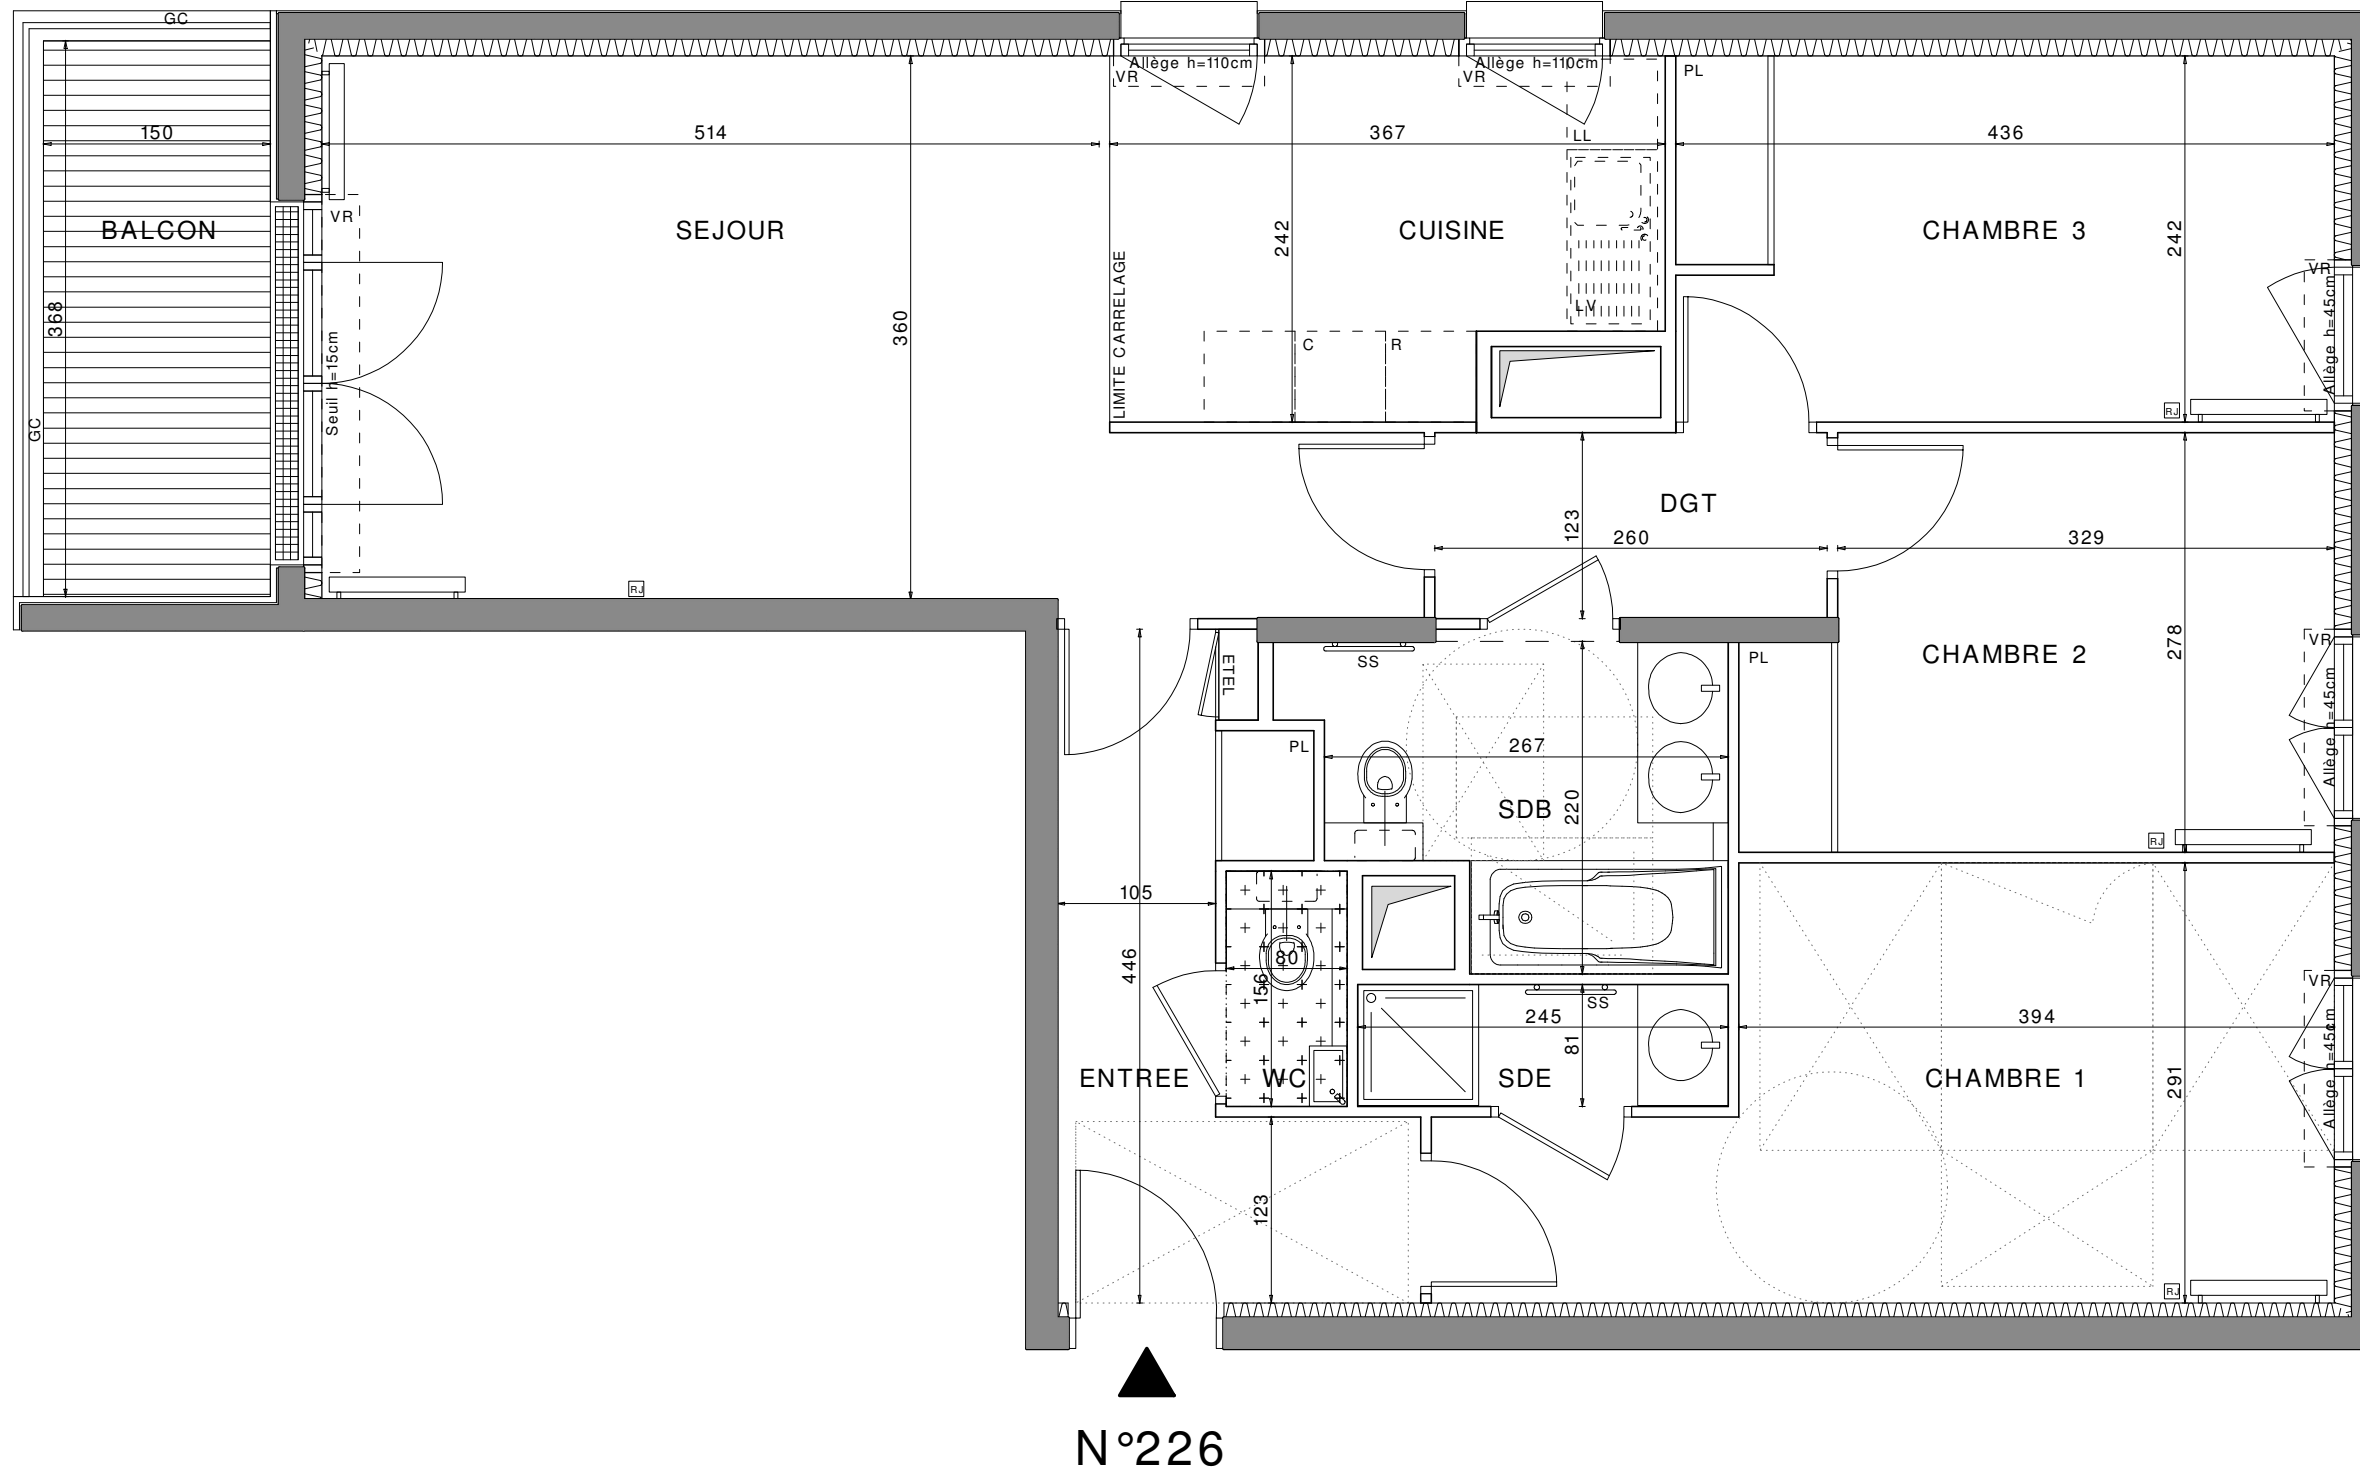 GC
Allège h=110cm
VR
Allège h=110cm
VR
PL
150
514
367
LL
436
BALCON
VR
SEJOUR
242
CUISINE
CHAMBRE 3
242
VR
Allège h=45cm
368
360
LIMITE CARRELAGE
LV
C
R
Seuil h=15cm
GC
RJ
DGT
123
260
329
RJ
ETEL
SS
PL
CHAMBRE 2
278
VR
Allège h=45cm
Allège
PL
267
SDB
220
RJ
105
446
80
156
SS
245
81
394
VR
Allège h=45cm
ENTREE
WC
SDE
CHAMBRE 1
291
123
RJ
N°226